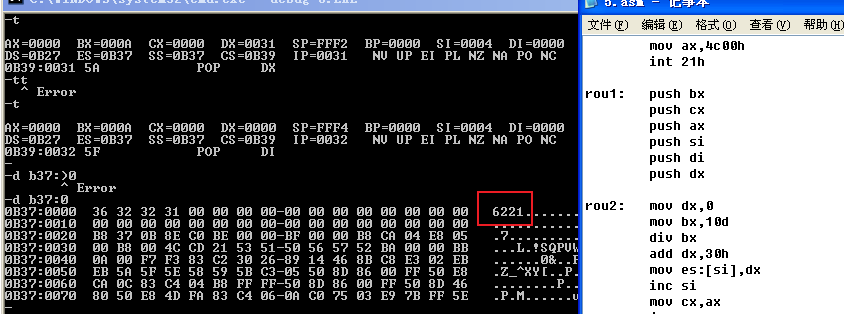 C:\WINDOWS\system32\cmd.exe - debug 5.EXE
-t
AX=0000 BX=000A CX=0000 DX=0031 SP=FFF2 BP=0000 SI=0004 DI=0000
DS=0B27 ES=0B37 SS=0B37 CS=0B39 IP=0031 NV UP EI PL NZ NA PO NC
0B39:0031 5A POP DX
-tt
^ Error
-t
AX=0000 BX=000A CX=0000 DX=0000 SP=FFF4 BP=0000 SI=0004 DI=0000
DS=0B27 ES=0B37 SS=0B37 CS=0B39 IP=0032 NV UP EI PL NZ NA PO NC
0B39:0032 5F POP DI
-
-d b37:>0
^ Error
-d b37:0
0B37:0000 36 32 32 31 00 00 00 00-00 00 00 00 00 00 00 00 6221.......
0B37:0010 00 00 00 00 00 00 00 00-00 00 00 00 00 00 00 00 ...........
0B37:0020 B8 37 0B 8E C0 BE 00 00-BF 00 00 B8 CA 04 E8 05 .7.........
0B37:0030 00 B8 00 4C CD 21 53 51-50 56 57 52 BA 00 00 BB ...L.!SQPVW
0B37:0040 0A 00 F7 F3 83 C2 30 26-89 14 46 8B C8 E3 02 EB ......0&..F
0B37:0050 EB 5A 5F 5E 58 59 5B C3-05 50 8D 86 00 FF 50 E8 .Z_^XY[..P.
0B37:0060 CA 0C 83 C4 04 B8 FF FF-50 8D 86 00 FF 50 8D 46 ........P..
0B37:0070 80 50 E8 4D FA 83 C4 06-0A C0 75 03 E9 7B FF 5E .P.M......u
-
5.asm - 记事本
文件(F) 编辑(E) 格式(O) 查看(V) 帮助(H)
mov ax,4c00h
int 21h
rou1: push bx
push cx
push ax
push si
push di
push dx
rou2: mov dx,0
mov bx,10d
div bx
add dx,30h
mov es:[si],dx
inc si
mov cx,ax